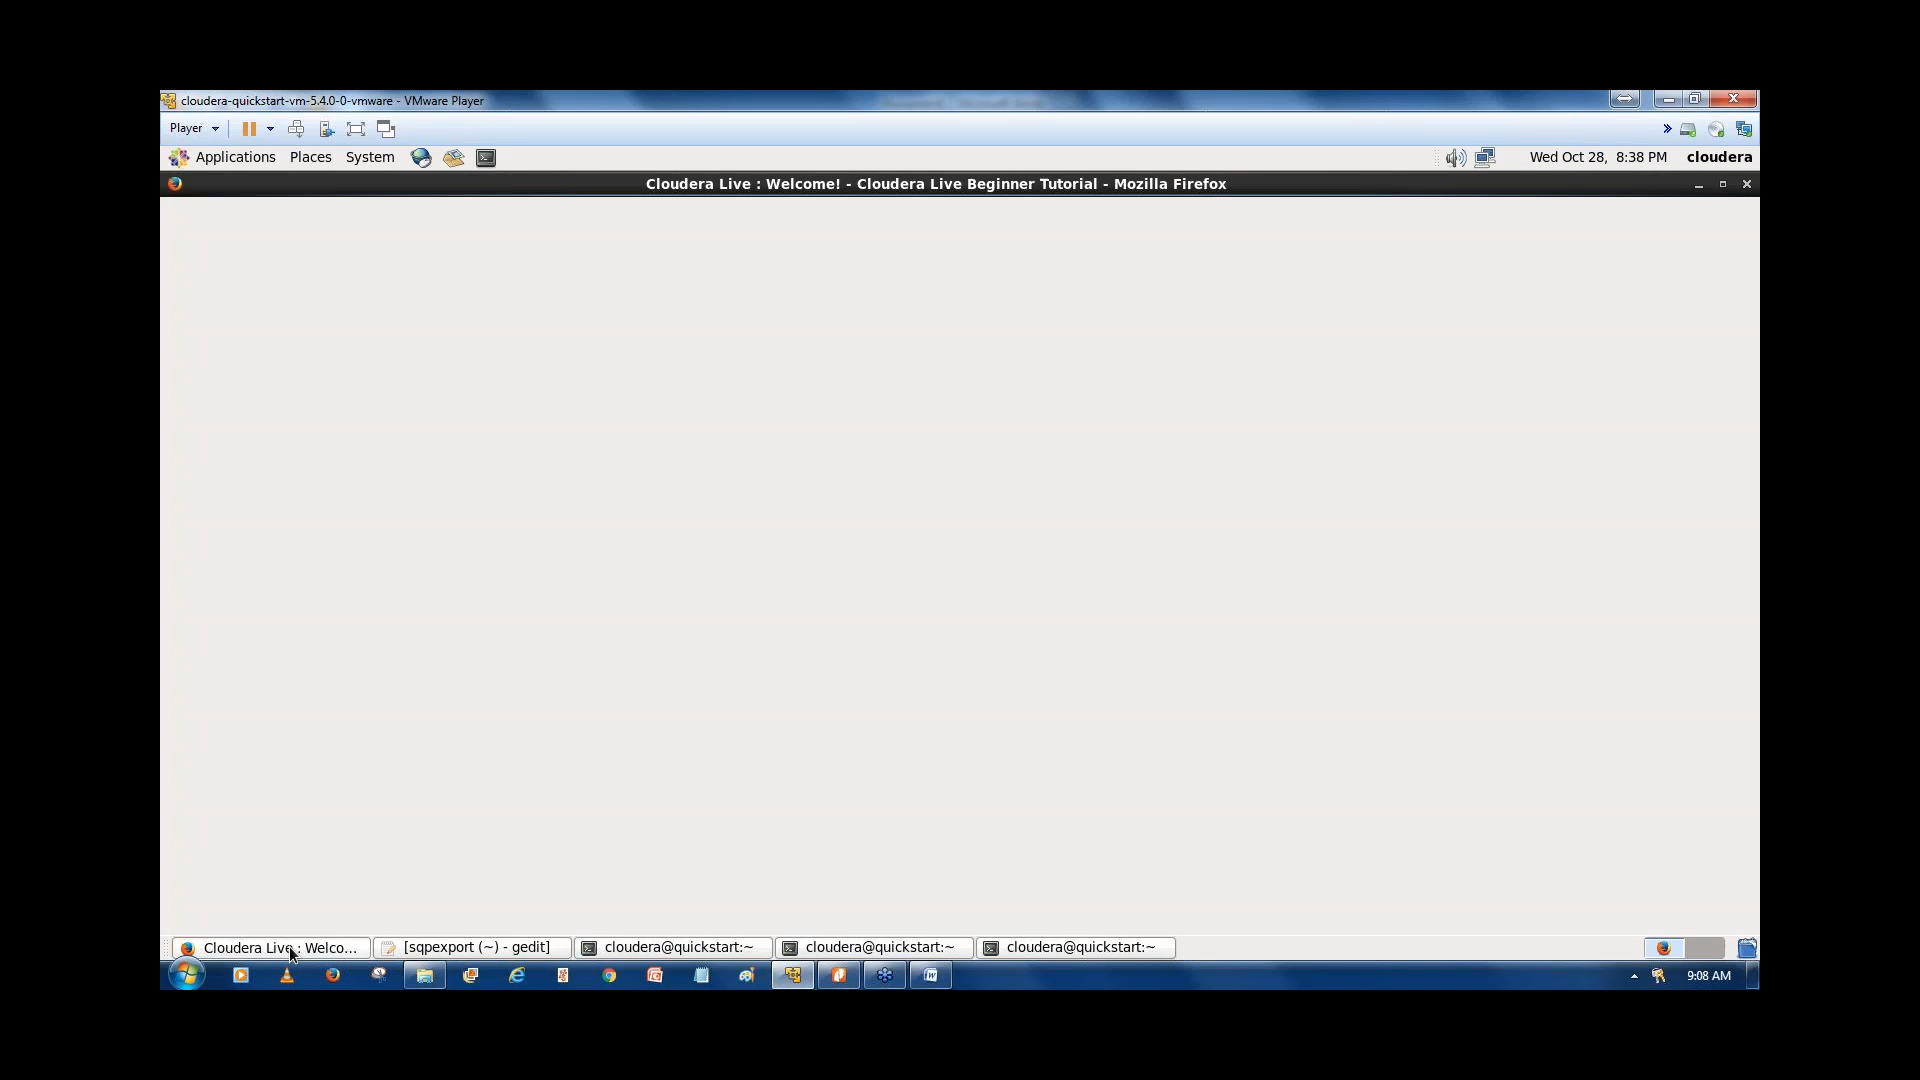 cloudera-quickstart-vm-5.4.0-0-vmware - VMware Player
Player
Applications Places System Wed Oct 28, 8:38 PM cloudera
Cloudera Live : Welcome! - Cloudera Live Beginner Tutorial - Mozilla Firefox
Cloudera Live : Welco... [sqpexport (~) - gedit] cloudera@quickstart:~ cloudera@quickstart:~ cloudera@quickstart:~
9:08 AM